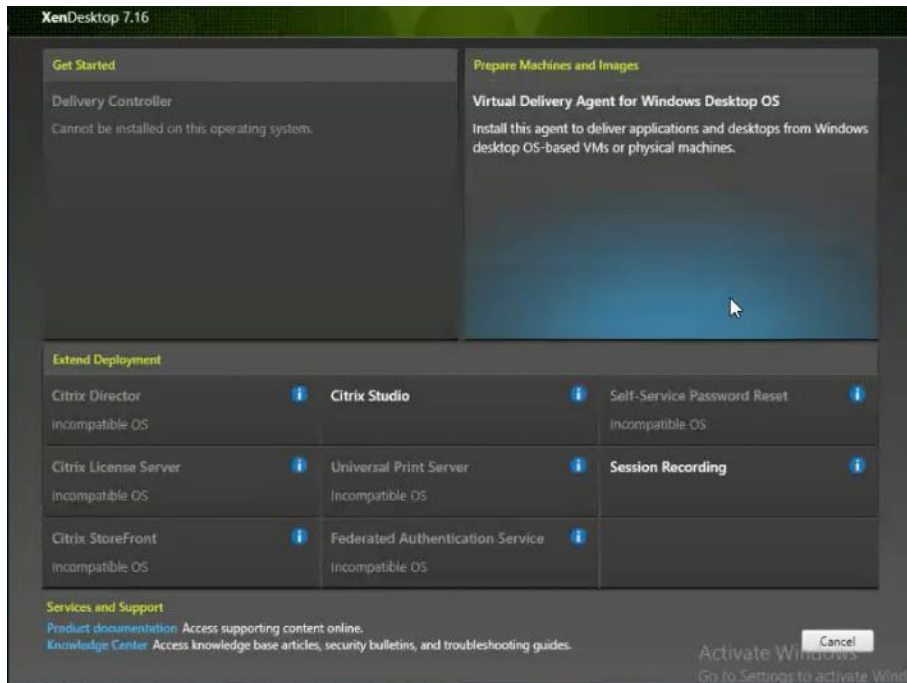 XenDesktop 7.16
Get Started
Delivery Controller
Cannot be installed on this operating system.
Prepare Machines and Images
Virtual Delivery Agent for Windows Desktop OS
Install this agent to deliver applications and desktops from Windows
desktop OS-based VMs or physical machines.
Extend Deployment
Citrix Director
Incompatible OS
Citrix Studio
Self-Service Password Reset
Incompatible OS
Citrix License Server
Incompatible OS
Universal Print Server
Incompatible OS
Session Recording
Citrix StoreFront
Incompatible OS
Federated Authentication Service
Incompatible OS
Services and Support
Product documentation Access supporting content online.
Knowledge Center Access knowledge base articles, security bulletins, and troubleshooting guides.
Cancel
Activate Windows
Go to Settings to activate Wind